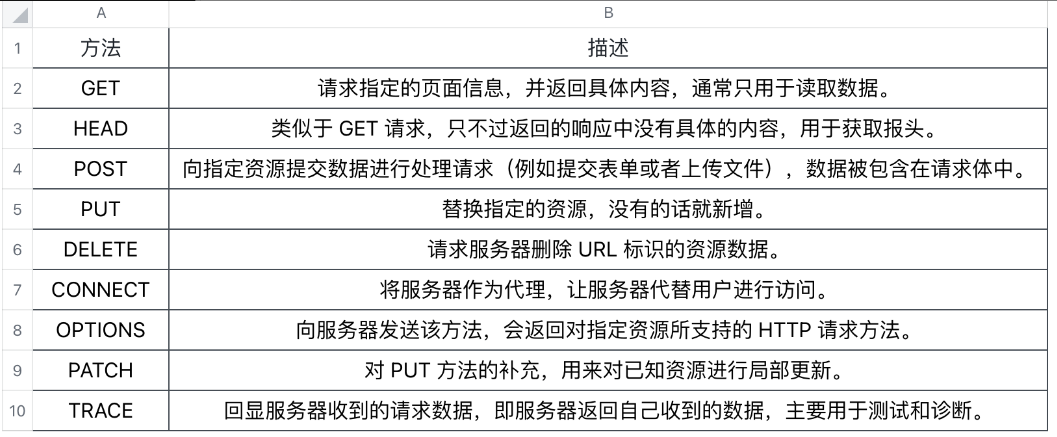 A B
1 方法 描述
2 GET 请求指定的页面信息，并返回具体内容，通常只用于读取数据。
3 HEAD 类似于 GET 请求，只不过返回的响应中没有具体的内容，用于获取报头。
4 POST 向指定资源提交数据进行处理请求（例如提交表单或者上传文件），数据被包含在请求体中。
5 PUT 替换指定的资源，没有的话就新增。
6 DELETE 请求服务器删除 URL 标识的资源数据。
7 CONNECT 将服务器作为代理，让服务器代替用户进行访问。
8 OPTIONS 向服务器发送该方法，会返回对指定资源所支持的 HTTP 请求方法。
9 PATCH 对 PUT 方法的补充，用来对已知资源进行局部更新。
10 TRACE 回显服务器收到的请求数据，即服务器返回自己收到的数据，主要用于测试和诊断。